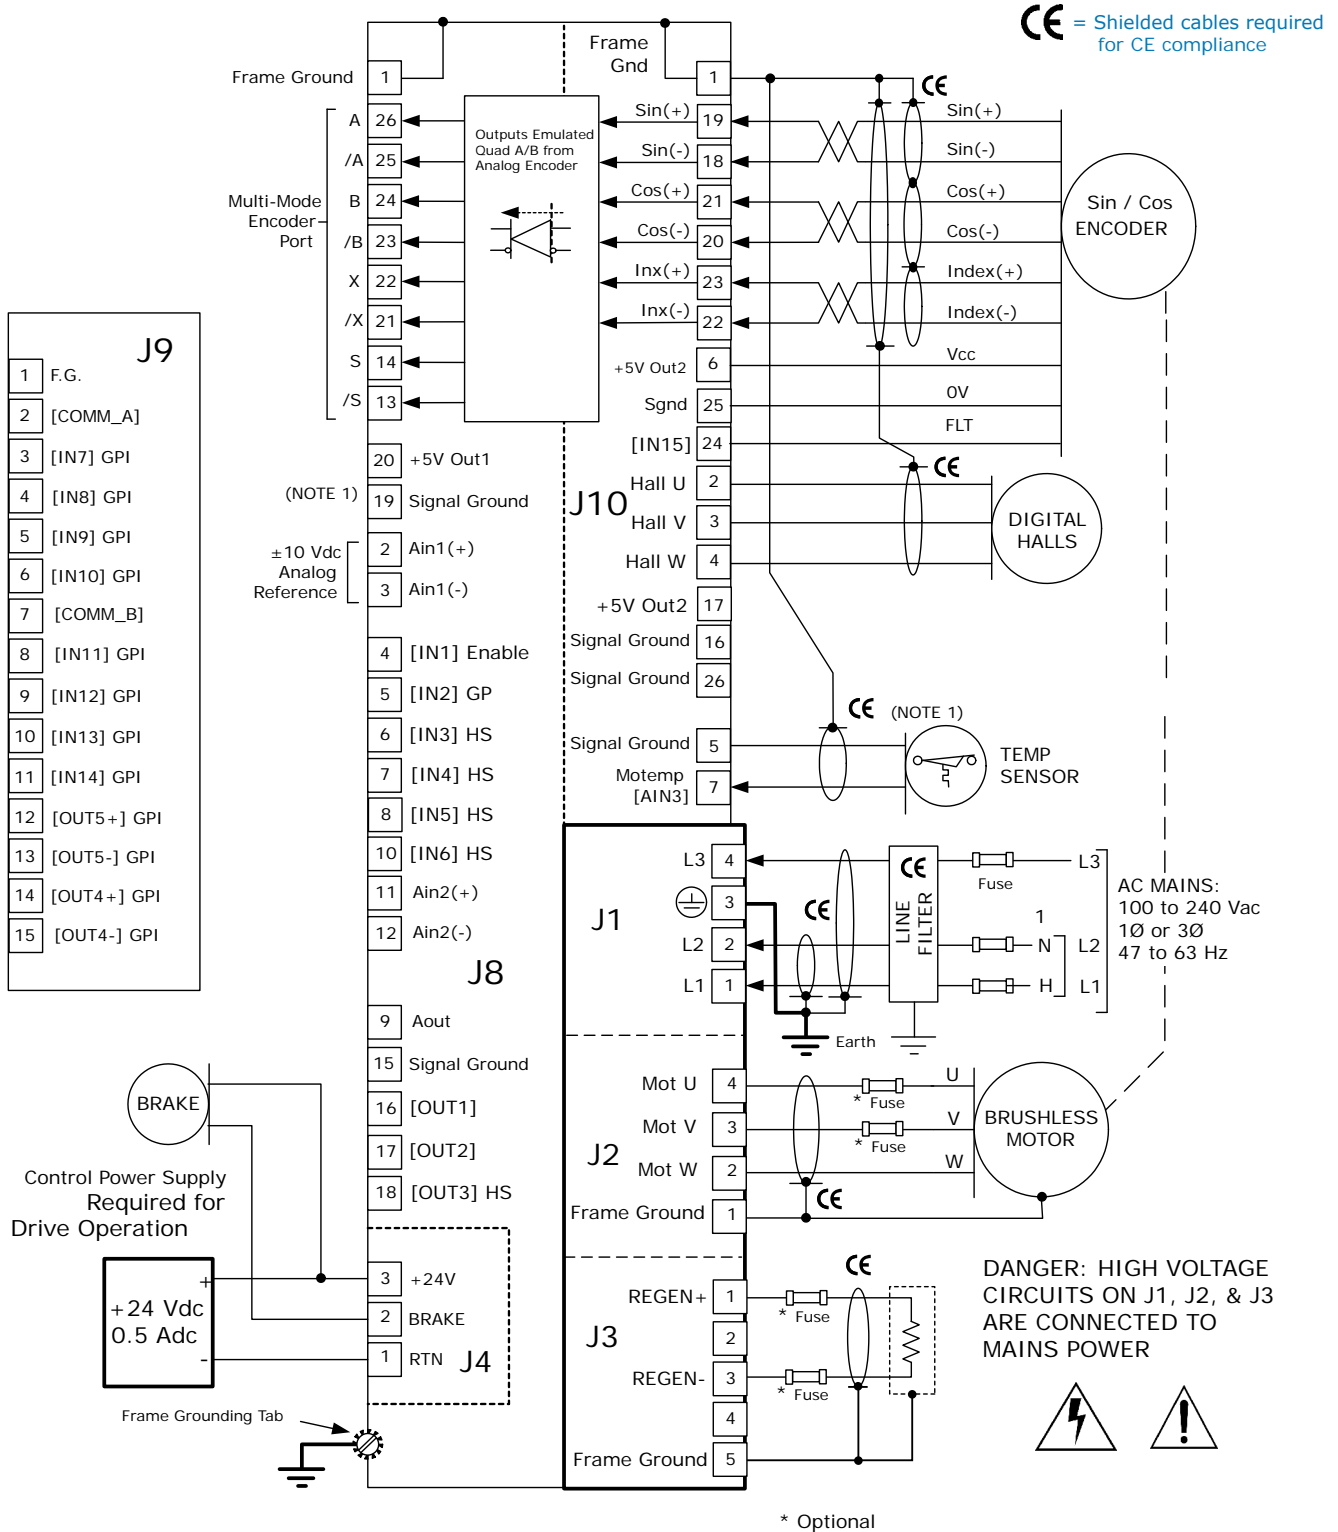 CE = Shielded cables required
for CE compliance
Frame Ground
1
Frame
Gnd
1
CE
Multi-Mode
Encoder
Port
A 26
/A 25
B 24
/B 23
X 22
/X 21
S 14
/S 13
Outputs Emulated
Quad A/B from
Analog Encoder
Sin(+) 19 Sin(+)
Sin(-) 18 Sin(-)
Cos(+) 21 Cos(+)
Cos(-) 20 Cos(-)
Inx(+) 23 Index(+)
Inx(-) 22 Index(-)
+5V Out2 6 Vcc
Sgnd 25 0V
[IN15] 24 FLT
Sin / Cos
ENCODER
J9
1 F.G.
2 [COMM_A]
3 [IN7] GPI
4 [IN8] GPI
5 [IN9] GPI
6 [IN10] GPI
7 [COMM_B]
8 [IN11] GPI
9 [IN12] GPI
10 [IN13] GPI
11 [IN14] GPI
12 [OUT5+] GPI
13 [OUT5-] GPI
14 [OUT4+] GPI
15 [OUT4-] GPI
20 +5V Out1
(NOTE 1) 19 Signal Ground
±10 Vdc
Analog
Reference
2 Ain1(+)
3 Ain1(-)
4 [IN1] Enable
5 [IN2] GP
6 [IN3] HS
7 [IN4] HS
8 [IN5] HS
10 [IN6] HS
11 Ain2(+)
12 Ain2(-)
J8
9 Aout
15 Signal Ground
16 [OUT1]
17 [OUT2]
18 [OUT3] HS
J10
CE
Hall U 2
Hall V 3
Hall W 4
DIGITAL
HALLS
+5V Out2 17
Signal Ground 16
Signal Ground 26
CE (NOTE 1)
Signal Ground 5
Motemp
[AIN3]
7
TEMP
SENSOR
J1
L3 4
3
L2 2
L1 1
CE
CE
LINE
FILTER
Fuse
L3
1
N L2
H L1
AC MAINS:
100 to 240 Vac
1Ø or 3Ø
47 to 63 Hz
Earth
J2
Mot U 4 U
* Fuse
Mot V 3 V
* Fuse
Mot W 2 W
CE
Frame Ground 1
BRUSHLESS
MOTOR
BRAKE
Control Power Supply
Required for
Drive Operation
+
+24 Vdc
0.5 Adc
-
3 +24V
2 BRAKE
1 RTN
J4
Frame Grounding Tab
J3
CE
REGEN+ 1
* Fuse
2
REGEN- 3
* Fuse
4
Frame Ground 5
DANGER: HIGH VOLTAGE
CIRCUITS ON J1, J2, & J3
ARE CONNECTED TO
MAINS POWER
* Optional